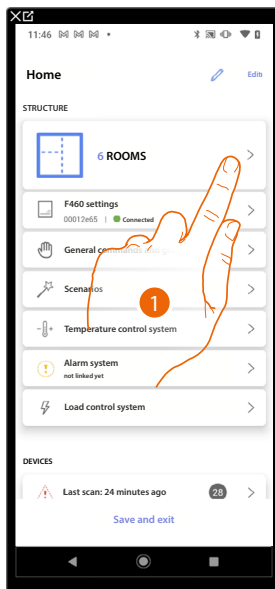 11:46
Home
Edit
STRUCTURE
6 ROOMS
F460 settings
00012e65 | Connected
General
Scenarios
1
Temperature control system
Alarm system
not linked yet
Load control system
DEVICES
Last scan: 24 minutes ago 28
Save and exit